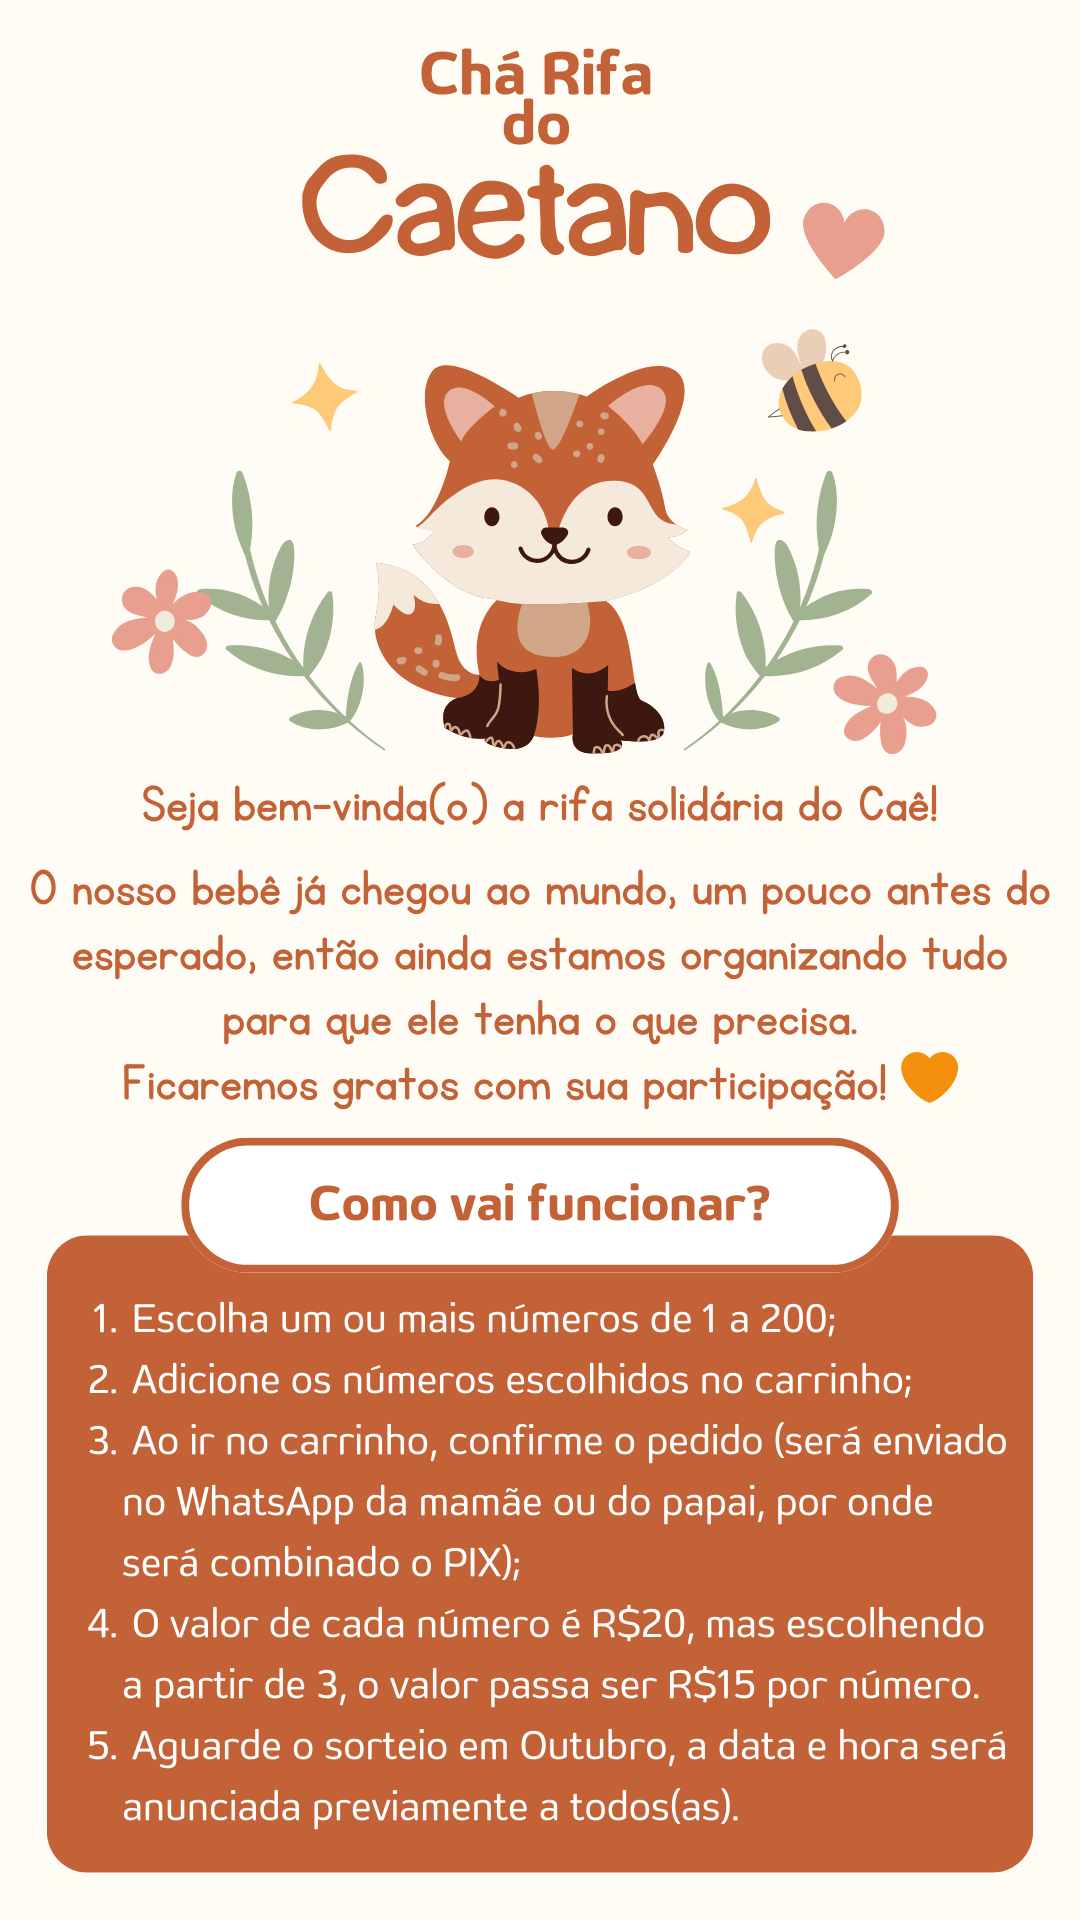 Chá Rifa
do
Caetano
Seja bem-vinda(o) a rifa solidária do Caê!
O nosso bebê já chegou ao mundo, um pouco antes do
esperado, então ainda estamos organizando tudo
para que ele tenha o que precisa.
Ficaremos gratos com sua participação! 🧡
Como vai funcionar?
1. Escolha um ou mais números de 1 a 200;
2. Adicione os números escolhidos no carrinho;
3. Ao ir no carrinho, confirme o pedido (será enviado
no WhatsApp da mamãe ou do papai, por onde
será combinado o PIX);
4. O valor de cada número é R$20, mas escolhendo
a partir de 3, o valor passa ser R$15 por número.
5. Aguarde o sorteio em Outubro, a data e hora será
anunciada previamente a todos(as).